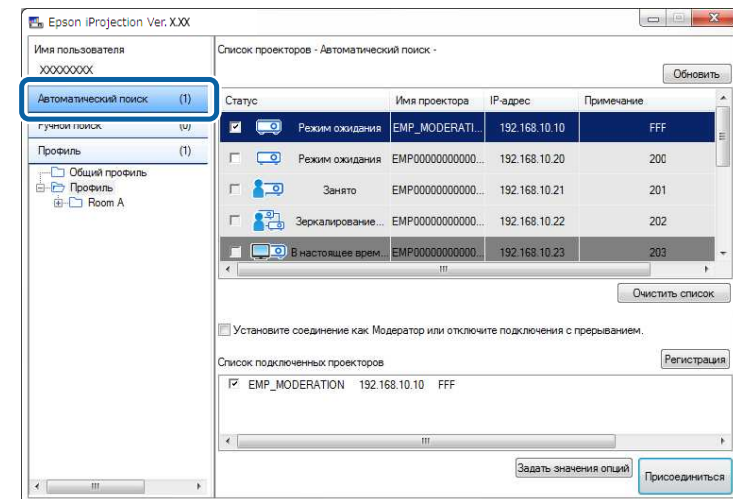 Epson iProjection Ver. X.XX
Имя пользователя
XXXXXXXX
Автоматический поиск (1)
Ручной поиск (0)
Профиль (1)
Общий профиль
Профиль
Room A
Список проекторов - Автоматический поиск -
Обновить
Статус Имя проектора IP-адрес Примечание
Режим ожидания EMP_MODERATI... 192.168.10.10 FFF
Режим ожидания EMP00000000000... 192.168.10.20 200
Занято EMP00000000000... 192.168.10.21 201
Зеркалирование... EMP00000000000... 192.168.10.22 202
В настоящее врем... EMP00000000000... 192.168.10.23 203
Очистить список
Установите соединение как Модератор или отключите подключения с прерыванием.
Список подключенных проекторов
Регистрация
EMP_MODERATION 192.168.10.10 FFF
Задать значения опций
Присоединиться